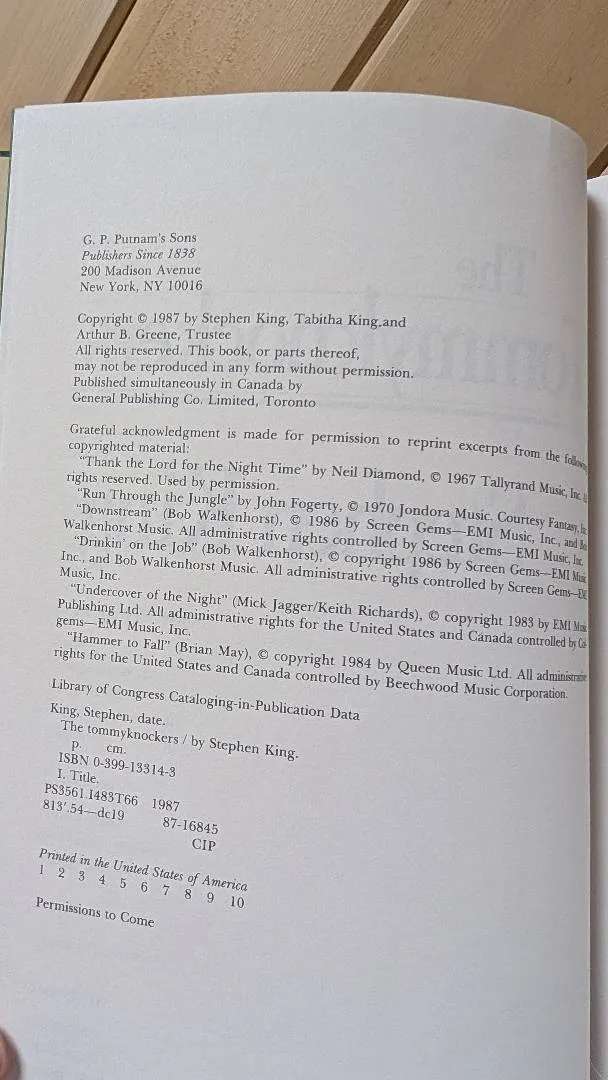 G. P. Putnam's Sons
Publishers Since 1838
200 Madison Avenue
New York, NY 10016
Copyright © 1987 by Stephen King, Tabitha King,and
Arthur B. Greene, Trustee
All rights reserved. This book, or parts thereof,
may not be reproduced in any form without permission.
Published simultaneously in Canada by
General Publishing Co. Limited, Toronto
Grateful acknowledgment is made for permission to reprint excerpts from the following
copyrighted material:
"Thank the Lord for the Night Time" by Neil Diamond, © 1967 Tallyrand Music, Inc.
rights reserved. Used by permission.
"Run Through the Jungle" by John Fogerty, © 1970 Jondora Music. Courtesy Fantasy,
"Downstream" (Bob Walkenhorst), © 1986 by Screen Gems—EMI Music, Inc., and Bob
Walkenhorst Music. All administrative rights controlled by Screen Gems—EMI Music, Inc.
"Drinkin' on the Job" (Bob Walkenhorst), © copyright 1986 by Screen Gems—EMI Music
Inc., and Bob Walkenhorst Music. All administrative rights controlled by Screen Gems—EMI
Music, Inc.
"Undercover of the Night" (Mick Jagger/Keith Richards), © copyright 1983 by EMI Music
Publishing Ltd. All administrative rights for the United States and Canada controlled by
gems—EMI Music, Inc.
"Hammer to Fall" (Brian May), © copyright 1984 by Queen Music Ltd. All administrative
rights for the United States and Canada controlled by Beechwood Music Corporation.
Library of Congress Cataloging-in-Publication Data
King, Stephen, date.
The tommyknockers / by Stephen King.
p. cm.
ISBN 0-399-13314-3
I. Title.
PS3561.I483T66 1987
813'.54—dc19 87-16845
CIP
Printed in the United States of America
1 2 3 4 5 6 7 8 9 10
Permissions to Come